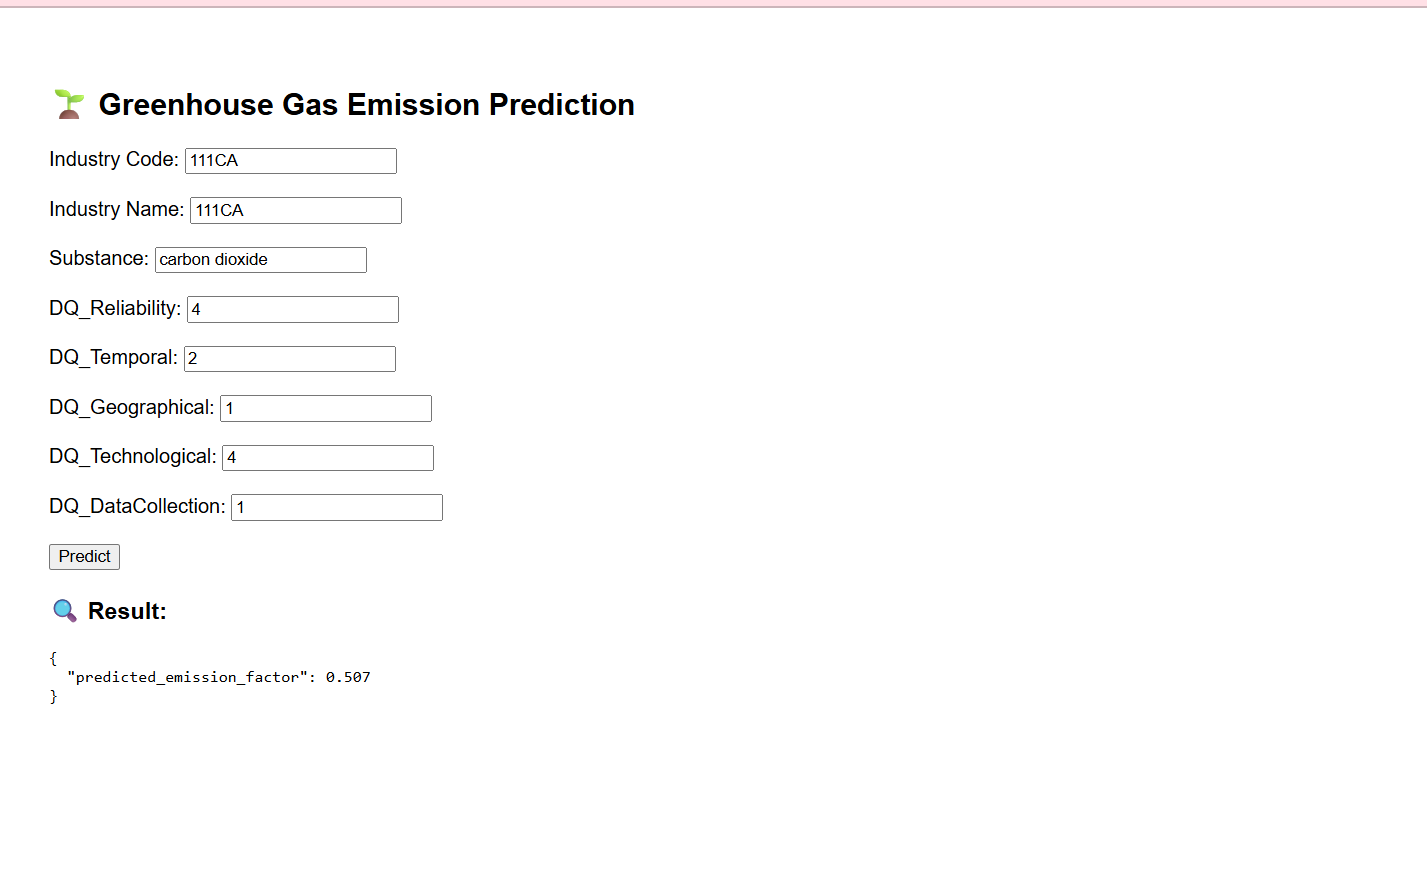 Greenhouse Gas Emission Prediction
Industry Code: 111CA
Industry Name: 111CA
Substance: carbon dioxide
DQ_Reliability: 4
DQ_Temporal: 2
DQ_Geographical: 1
DQ_Technological: 4
DQ_DataCollection: 1
Predict
Result:
{
"predicted_emission_factor": 0.507
}